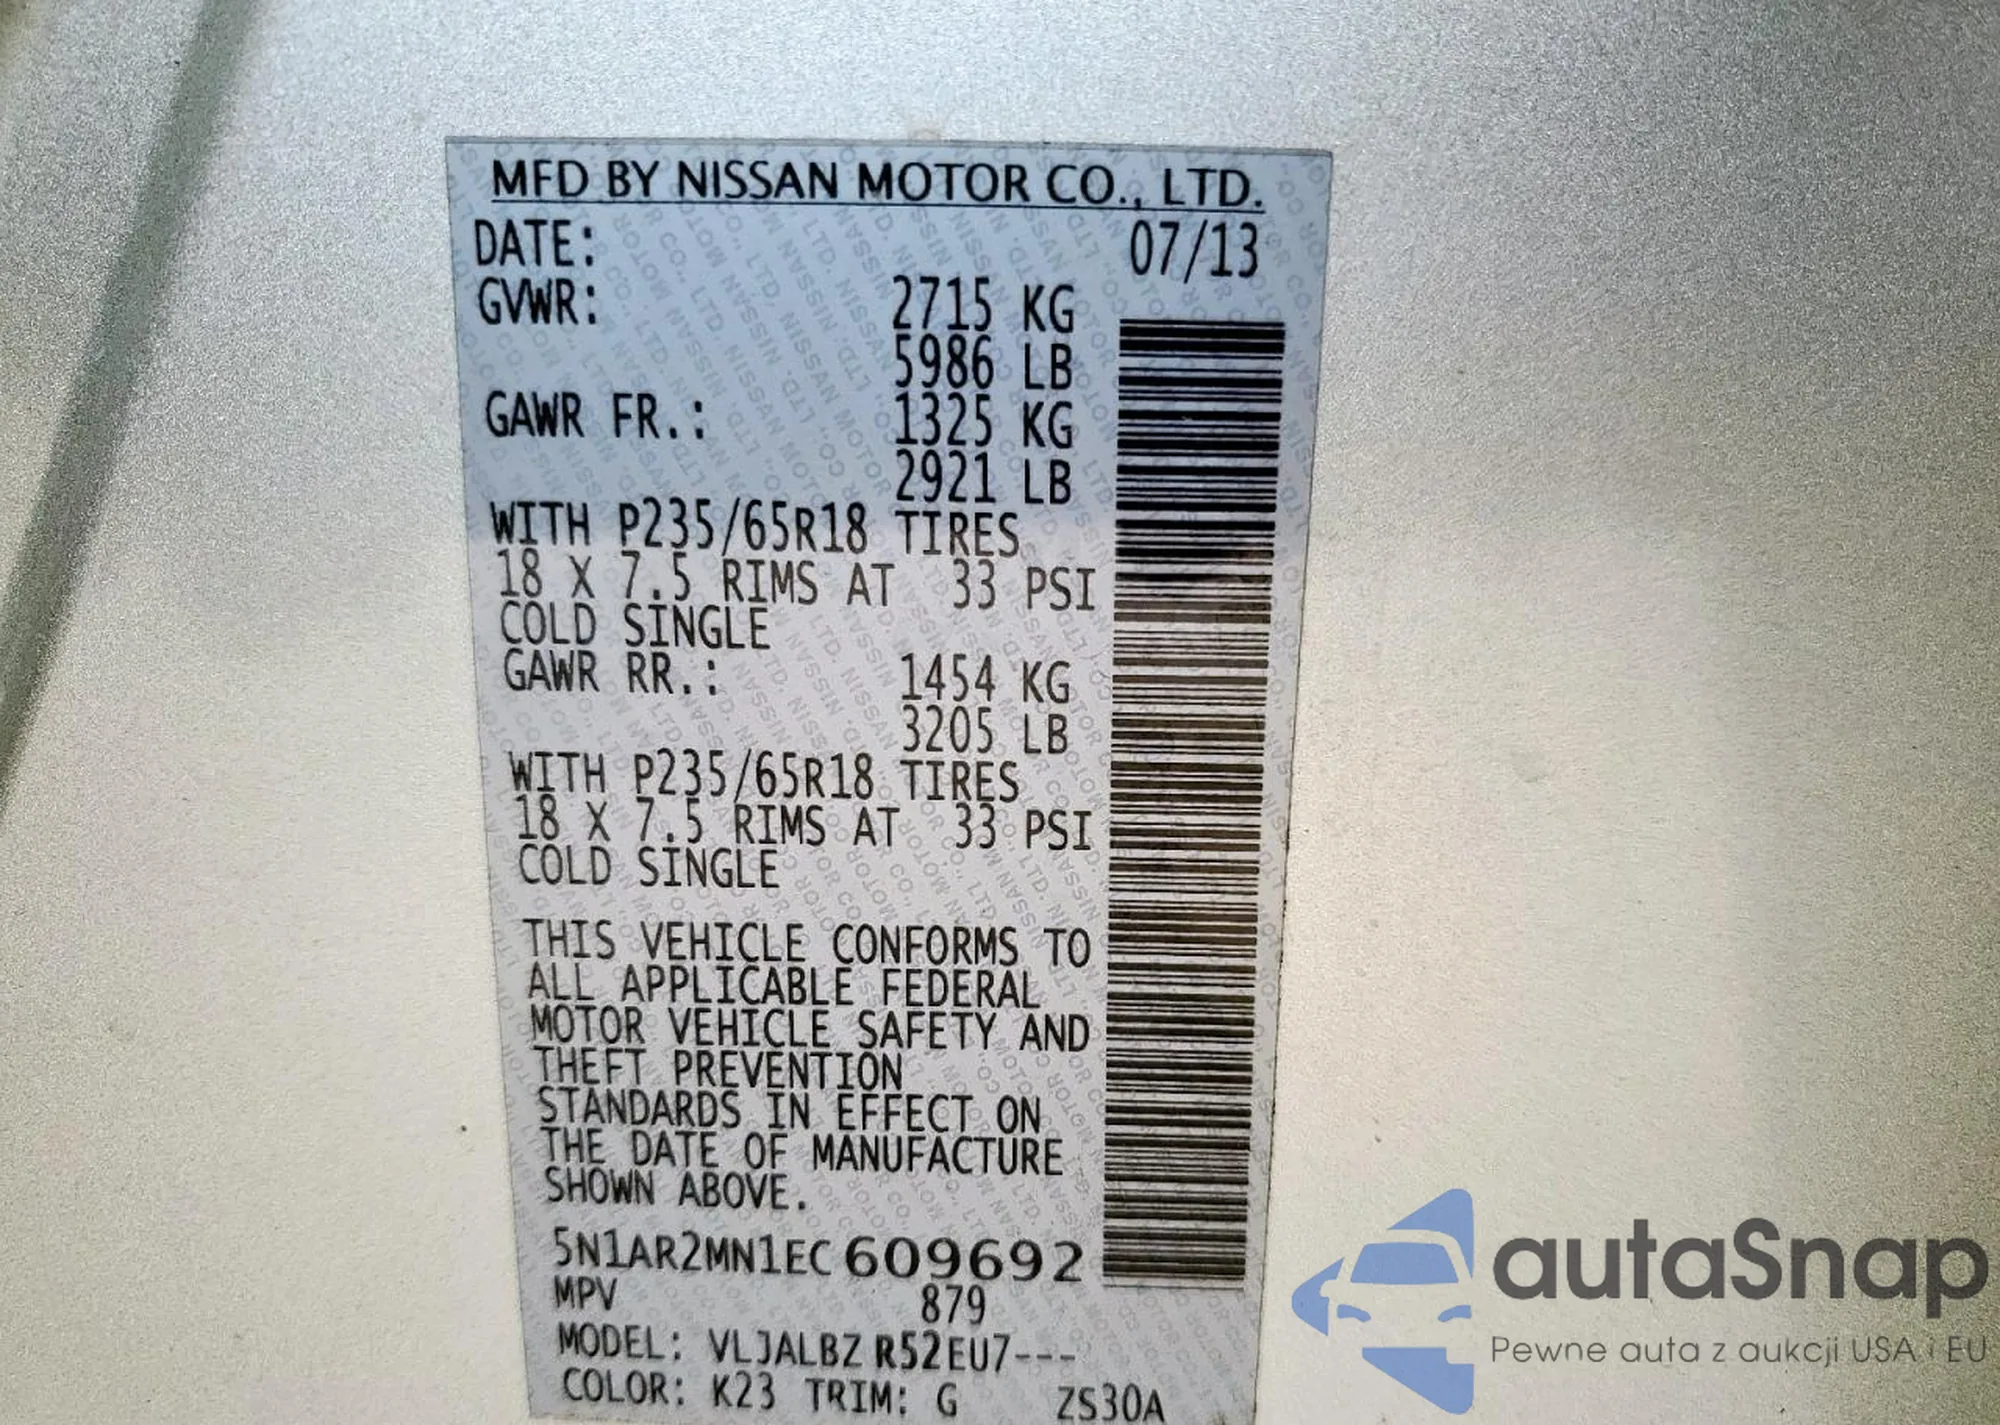 MFD BY NISSAN MOTOR CO., LTD.
DATE: 07/13
GVWR: 2715 KG
5986 LB
GAWR FR.: 1325 KG
2921 LB
WITH P235/65R18 TIRES
18 X 7.5 RIMS AT 33 PSI
COLD SINGLE
GAWR RR.: 1454 KG
3205 LB
WITH P235/65R18 TIRES
18 X 7.5 RIMS AT 33 PSI
COLD SINGLE
THIS VEHICLE CONFORMS TO
ALL APPLICABLE FEDERAL
MOTOR VEHICLE SAFETY AND
THEFT PREVENTION
STANDARDS IN EFFECT ON
THE DATE OF MANUFACTURE
SHOWN ABOVE.
5N1AR2MN1EC609692
MPV 879
MODEL: VLJALBZ R52EU7---
COLOR: K23 TRIM: G ZS30A
autaSnap
Pewne auta z aukcji USA i EU